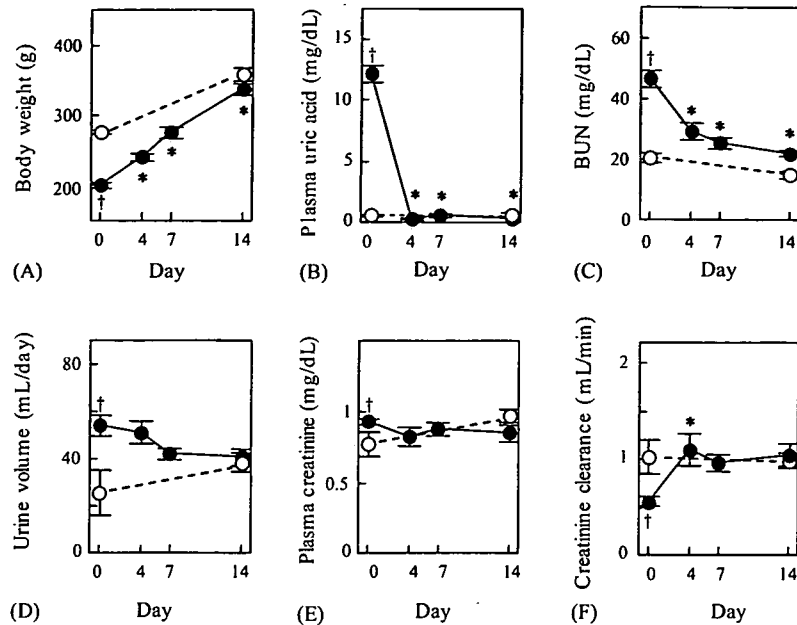 Body weight (g)
400
300
200
†
*
*
*
0 4 7 14
(A) Day
Plasma uric acid (mg/dL)
15
10
5
0
†
* * *
0 4 7 14
(B) Day
BUN (mg/dL)
60
40
20
0
†
* * *
0 4 7 14
(C) Day
Urine volume (mL/day)
80
40
0
†
0 4 7 14
(D) Day
Plasma creatinine (mg/dL)
1
0.5
0
†
0 4 7 14
(E) Day
Creatinine clearance (mL/min)
2
1
0
*
†
0 4 7 14
(F) Day